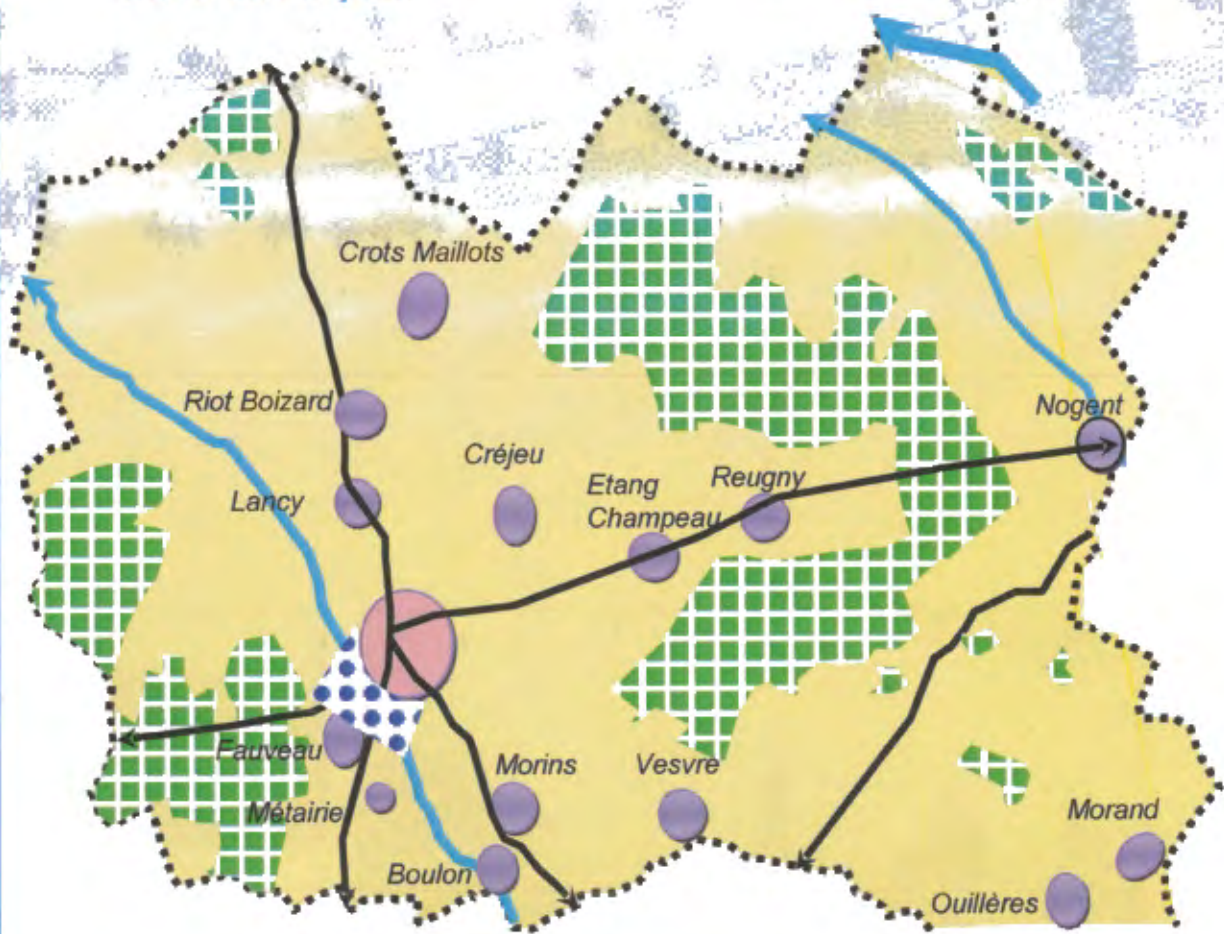 Crots Maillots
Riot Boizard
Nogent
Créjeu
Lancy
Etang
Champeau
Reugny
Fauveau
Morins
Vesvre
Métairie
Morand
Boulon
Ouillères